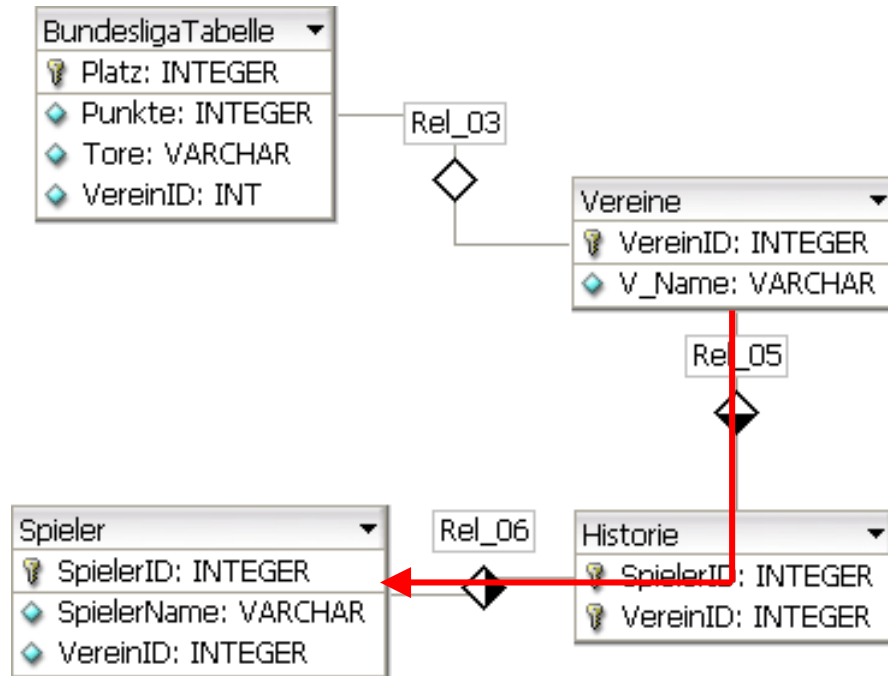 BundesligaTabelle
Platz: INTEGER
Punkte: INTEGER
Tore: VARCHAR
VereinID: INT
Rel_03
Vereine
VereinID: INTEGER
V_Name: VARCHAR
Rel_05
Spieler
SpielerID: INTEGER
SpielerName: VARCHAR
VereinID: INTEGER
Rel_06
Historie
SpielerID: INTEGER
VereinID: INTEGER